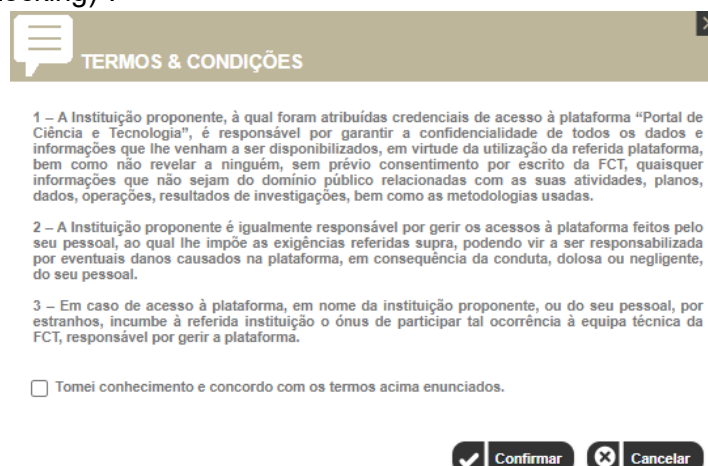 TERMOS & CONDIÇÕES
1 – A Instituição proponente, à qual foram atribuídas credenciais de acesso à plataforma “Portal de
Ciência e Tecnologia”, é responsável por garantir a confidencialidade de todos os dados e
informações que lhe venham a ser disponibilizados, em virtude da utilização da referida plataforma,
bem como não revelar a ninguém, sem prévio consentimento por escrito da FCT, quaisquer
informações que não sejam do domínio público relacionadas com as suas atividades, planos,
dados, operações, resultados de investigações, bem como as metodologias usadas.
2 – A Instituição proponente é igualmente responsável por gerir os acessos à plataforma feitos pelo
seu pessoal, ao qual lhe impõe as exigências referidas supra, podendo vir a ser responsabilizada
por eventuais danos causados na plataforma, em consequência da conduta, dolosa ou negligente,
do seu pessoal.
3 – Em caso de acesso à plataforma, em nome da instituição proponente, ou do seu pessoal, por
estranhos, incumbe à referida instituição o ónus de participar tal ocorrência à equipa técnica da
FCT, responsável por gerir a plataforma.
Tomei conhecimento e concordo com os termos acima enunciados.
Confirmar Cancelar